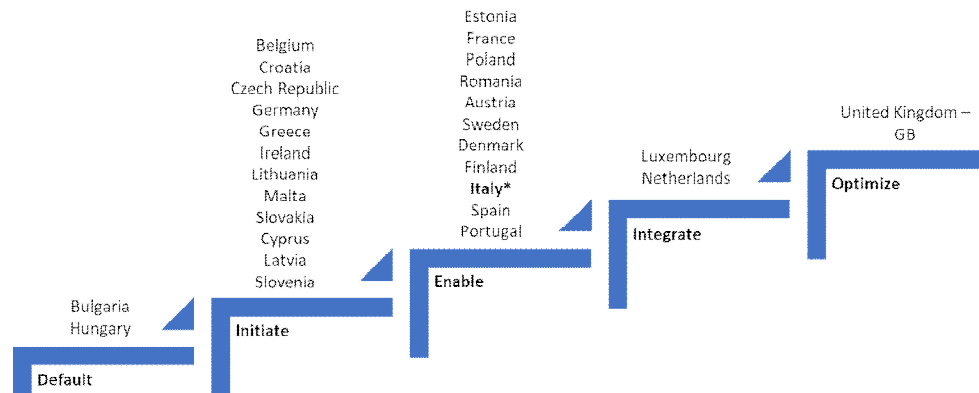 Bulgaria
Hungary
Default
Belgium
Croatia
Czech Republic
Germany
Greece
Ireland
Lithuania
Malta
Slovakia
Cyprus
Latvia
Slovenia
Initiate
Estonia
France
Poland
Romania
Austria
Sweden
Denmark
Finland
Italy*
Spain
Portugal
Enable
Luxembourg
Netherlands
Integrate
United Kingdom –
GB
Optimize